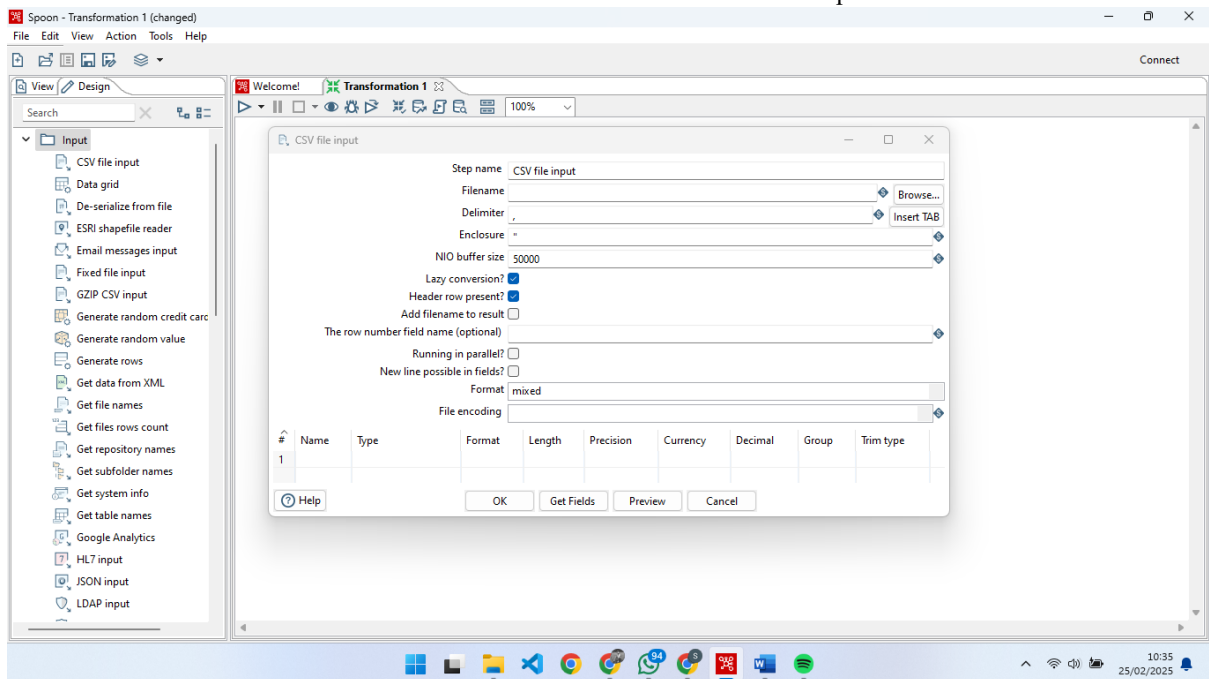 Spoon - Transformation 1 (changed)
File Edit View Action Tools Help
Connect
View Design
Welcome! Transformation 1
Search
100%
Input
CSV file input
Data grid
De-serialize from file
ESRI shapefile reader
Email messages input
Fixed file input
GZIP CSV input
Generate random credit card
Generate random value
Generate rows
Get data from XML
Get file names
Get files rows count
Get repository names
Get subfolder names
Get system info
Get table names
Google Analytics
HL7 input
JSON input
LDAP input
CSV file input
Step name CSV file input
Filename Browse...
Delimiter , Insert TAB
Enclosure "
NIO buffer size 50000
Lazy conversion?
Header row present?
Add filename to result
The row number field name (optional)
Running in parallel?
New line possible in fields?
Format mixed
File encoding
# Name Type Format Length Precision Currency Decimal Group Trim type
1
Help OK Get Fields Preview Cancel
94
10:35
25/02/2025